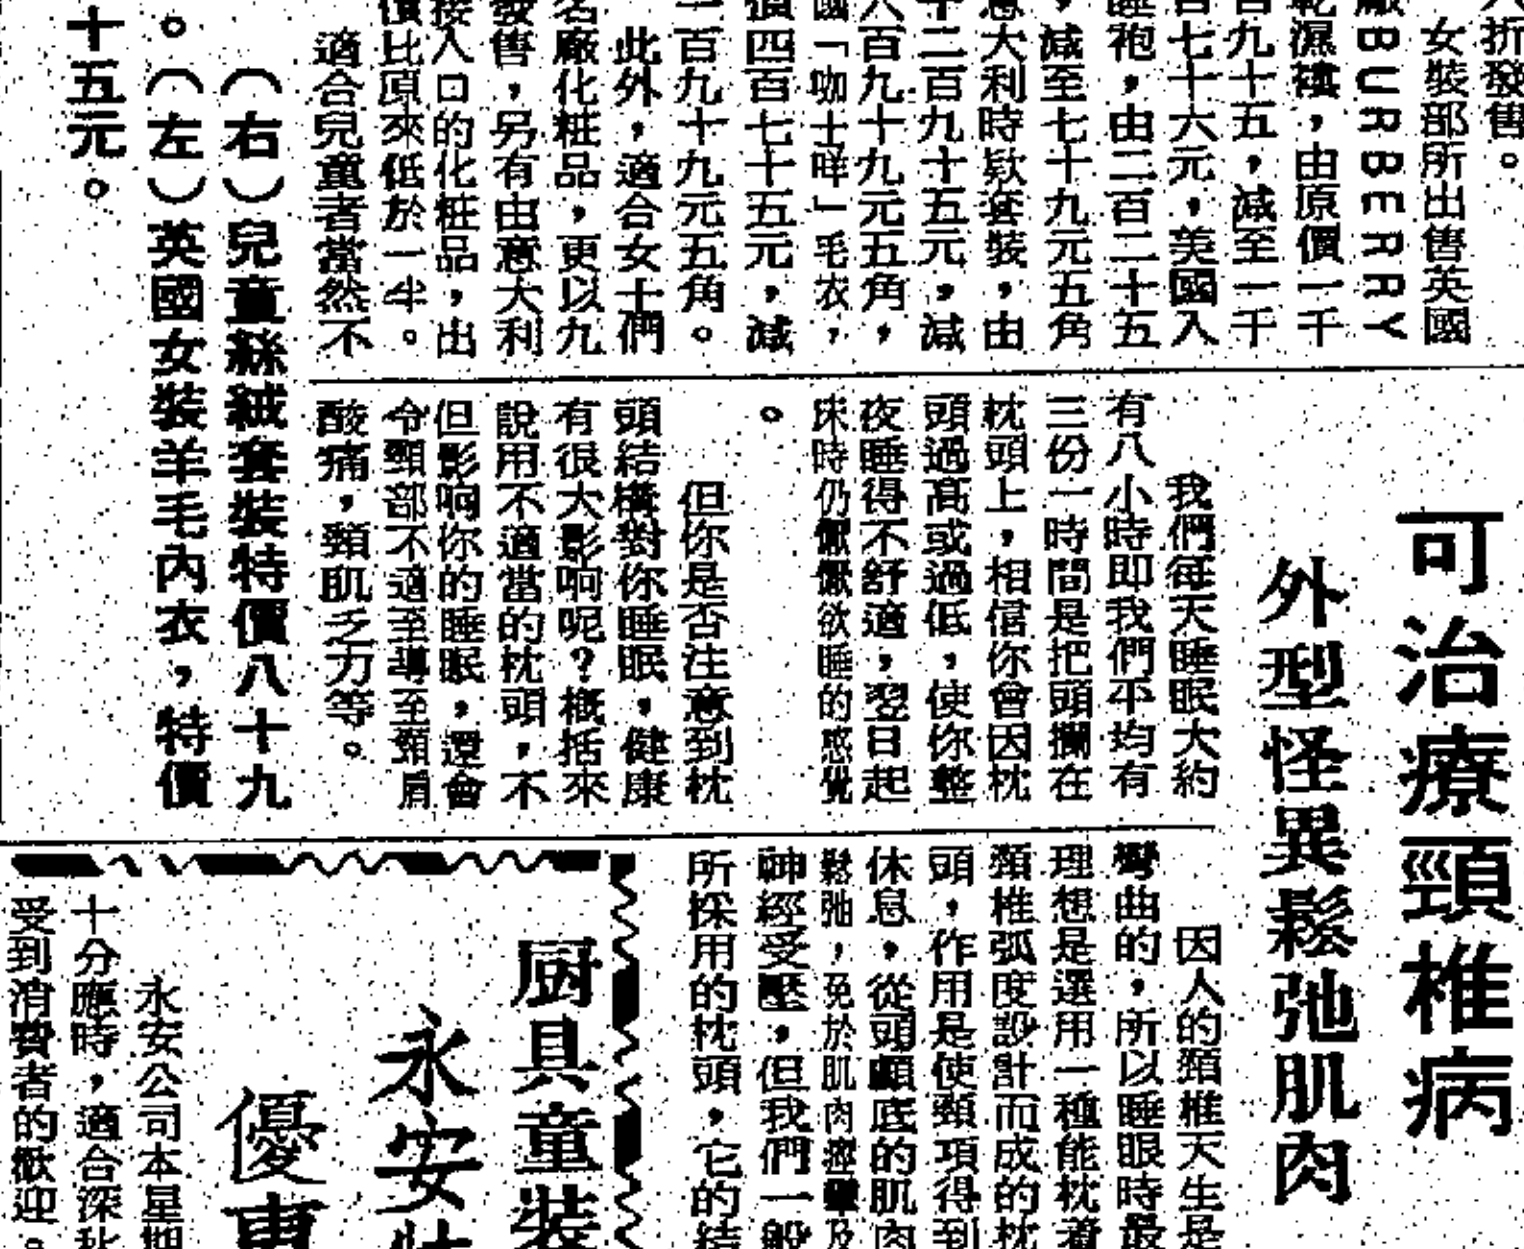 八折發售。
女裝部所出售英國
廠BURBERRY
乾濕褸，由原價一千
百九十五，減至一千
百七十六元，美國入
睡袍，由二百二十五
，減至七十九元五角
意大利時款套裝，由
十二百九十五元，減
六百九十九元五角，
國「咖士咩」毛衣，
價四百七十五元，減
二百九十九元五角。
此外，適合女士們
名廠化粧品，更以九
發售，另有由意大利
接入口的化粧品，出
價比原來低於一半。
適合兒童者當然不
（右）兒童絲絨套裝特價八十九
。（左）英國女裝羊毛內衣，特價
十五元。
可治療頸椎病
外型怪異鬆弛肌肉
我們每天睡眠大約
有八小時即我們平均有
三份一時間是把頭擱在
枕頭上，相信你會因枕
頭過高或過低，使你整
夜睡得不舒適，翌日起
床時仍懨懨欲睡的感覺
。
但你是否注意到枕
頭結構對你睡眠，健康
有很大影响呢？概括來
說用不適當的枕頭，不
但影响你的睡眠，還會
令頸部不適至導至頸肩
酸痛，頸肌乏力等。
因人的頸椎天生是
彎曲的，所以睡眼時最
理想是選用一種能枕着
頸椎弧度設計而成的枕
頭，作用是使頸項得到
休息，從頭顱底的肌肉
鬆弛，免於肌肉痙攣及
神經受壓，但我們一般
所採用的枕頭，它的結
厨具童裝
永安特
優惠
永安公司本星期
十分應時，適合深秋
受到消費者的歡迎。